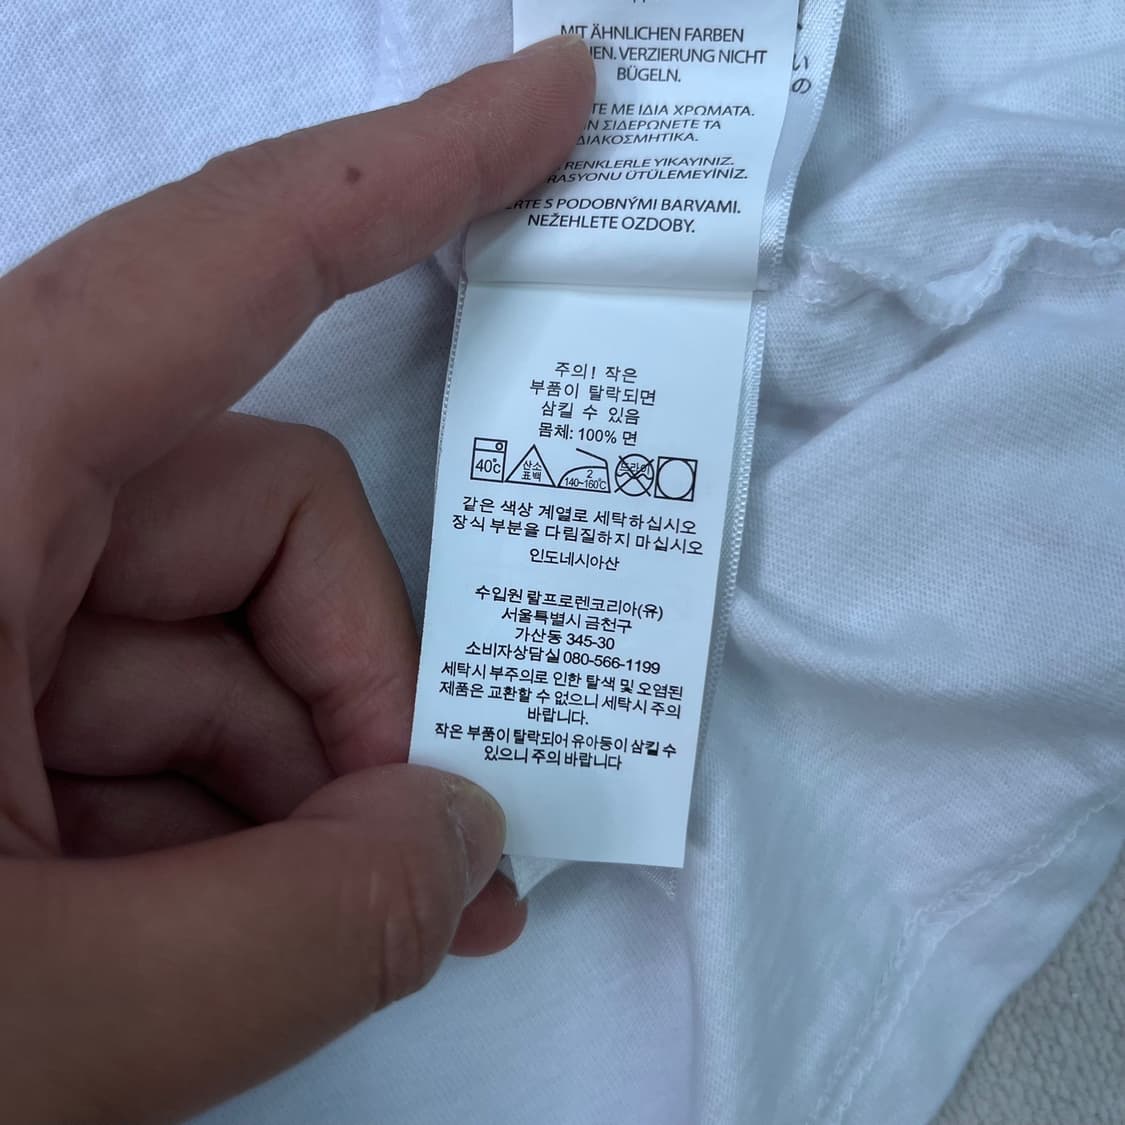 MIT ÄHNLICHEN FARBEN
VERZIERUNG NICHT
BÜGELN.
ΜΕ ΙΔΙΑ ΧΡΩΜΑΤΑ.
ΣΙΔΕΡΩΝΕΤΕ ΤΑ
ΔΙΑΚΟΣΜΗΤΙΚΑ.
RENKLERLE YIKAYINIZ.
ÜTÜLEMEYİNİZ.
S PODOBNÝMI BARVAMI.
NEŽEHLETE OZDOBY.
い
の
주의! 작은
부품이 탈락되면
삼킬 수 있음
몸체: 100% 면
40℃ 산소 2 드라이
표백 140~160℃
같은 색상 계열로 세탁하십시오
장식 부분을 다림질하지 마십시오
인도네시아산
수입원 랄프로렌코리아(유)
서울특별시 금천구
가산동 345-30
소비자상담실 080-566-1199
세탁시 부주의로 인한 탈색 및 오염된
제품은 교환할 수 없으니 세탁시 주의
바랍니다.
작은 부품이 탈락되어 유아등이 삼킬 수
있으니 주의 바랍니다